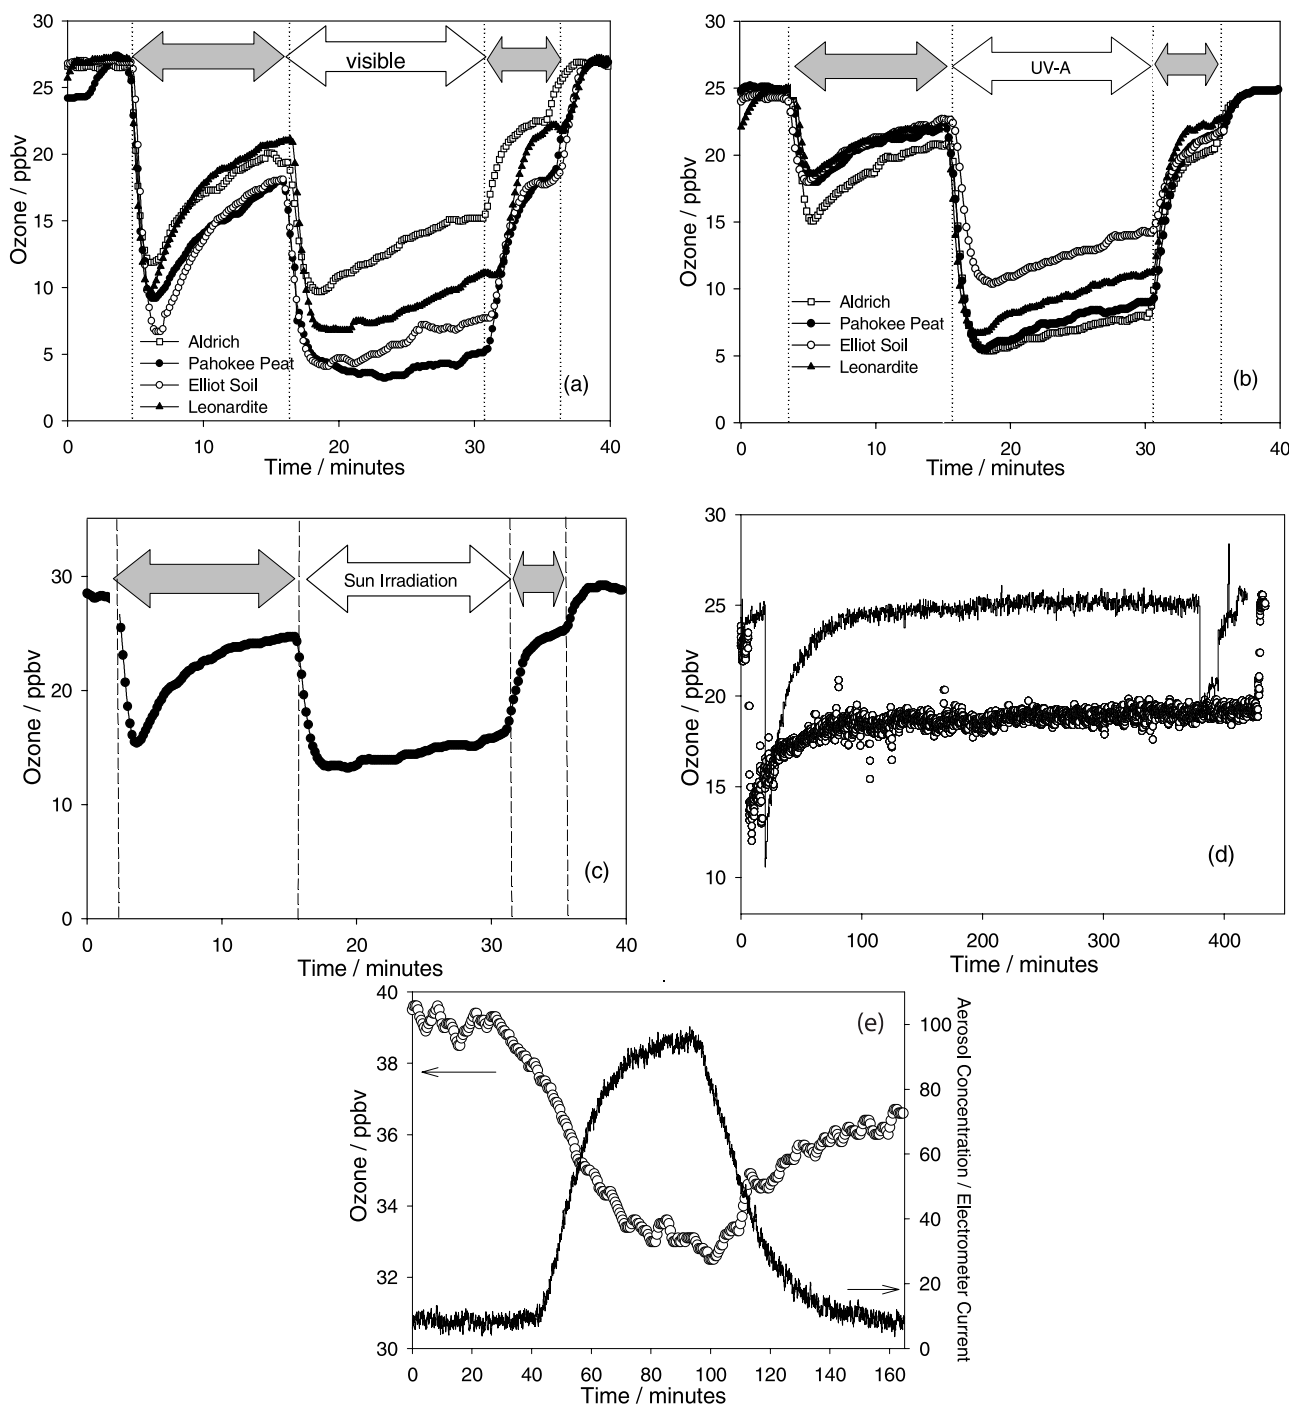 30
25
20
15
10
5
0
Ozone / ppbv
visible
Aldrich
Pahokee Peat
Elliot Soil
Leonardite
(a)
0 10 20 30 40
Time / minutes
30
25
20
15
10
5
0
Ozone / ppbv
UV-A
Aldrich
Pahokee Peat
Elliot Soil
Leonardite
(b)
0 10 20 30 40
Time / minutes
30
20
10
0
Ozone / ppbv
Sun Irradiation
(c)
0 10 20 30 40
Time / minutes
30
25
20
15
10
Ozone / ppbv
(d)
0 100 200 300 400
Time / minutes
40
38
36
34
32
30
Ozone / ppbv
(e)
100
80
60
40
20
0
Aerosol Concentration / Electrometer Current
0 20 40 60 80 100 120 140 160
Time / minutes